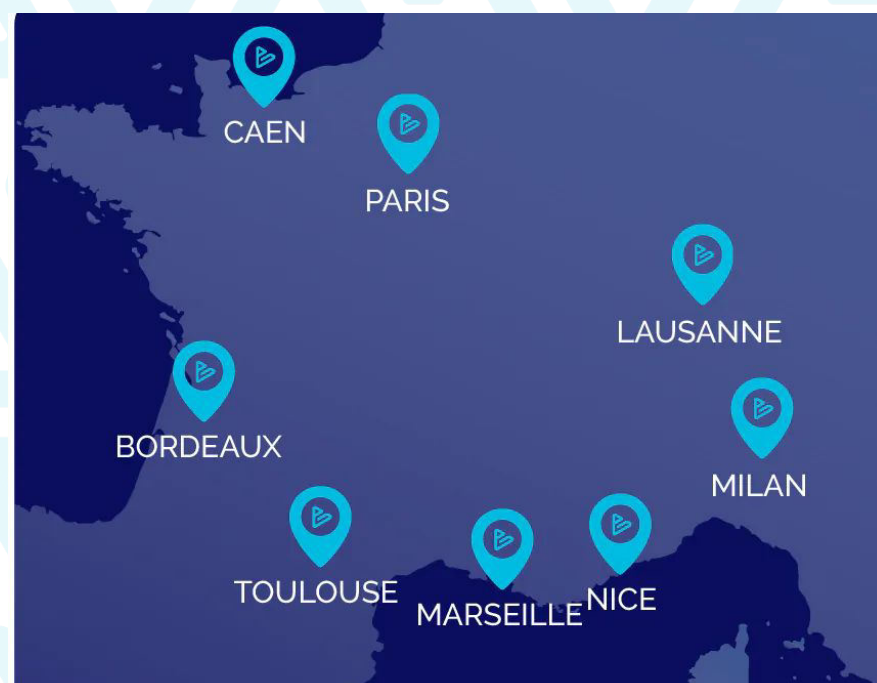 CAEN
PARIS
LAUSANNE
BORDEAUX
MILAN
TOULOUSE
MARSEILLE
NICE